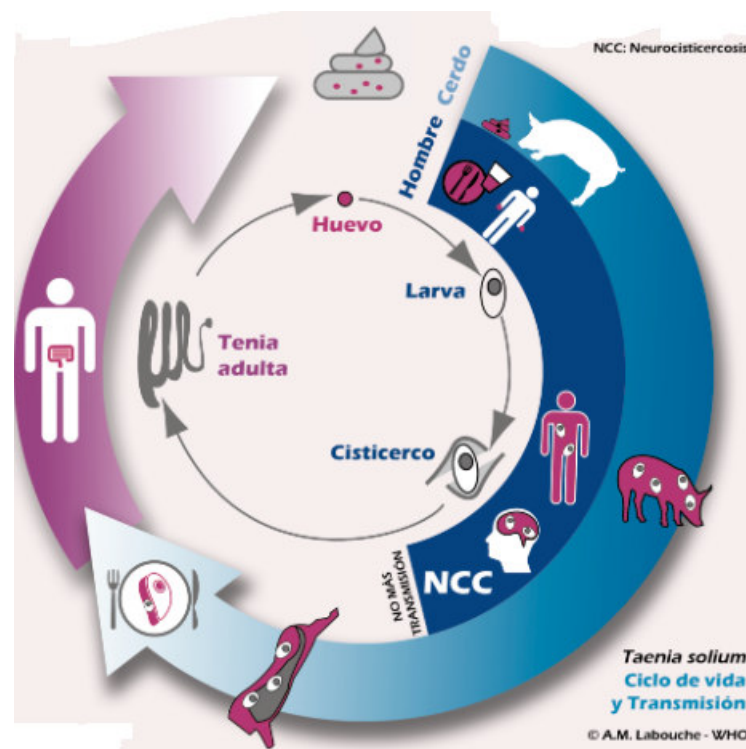 NCC: Neurocisticercosis
Cerdo
Hombre
Huevo
Larva
Tenia
adulta
Cisticerco
NO MÀS
TRANSMISIÓN
NCC
Taenia solium
Ciclo de vida
y Transmisión
© A.M. Labouche - WHO